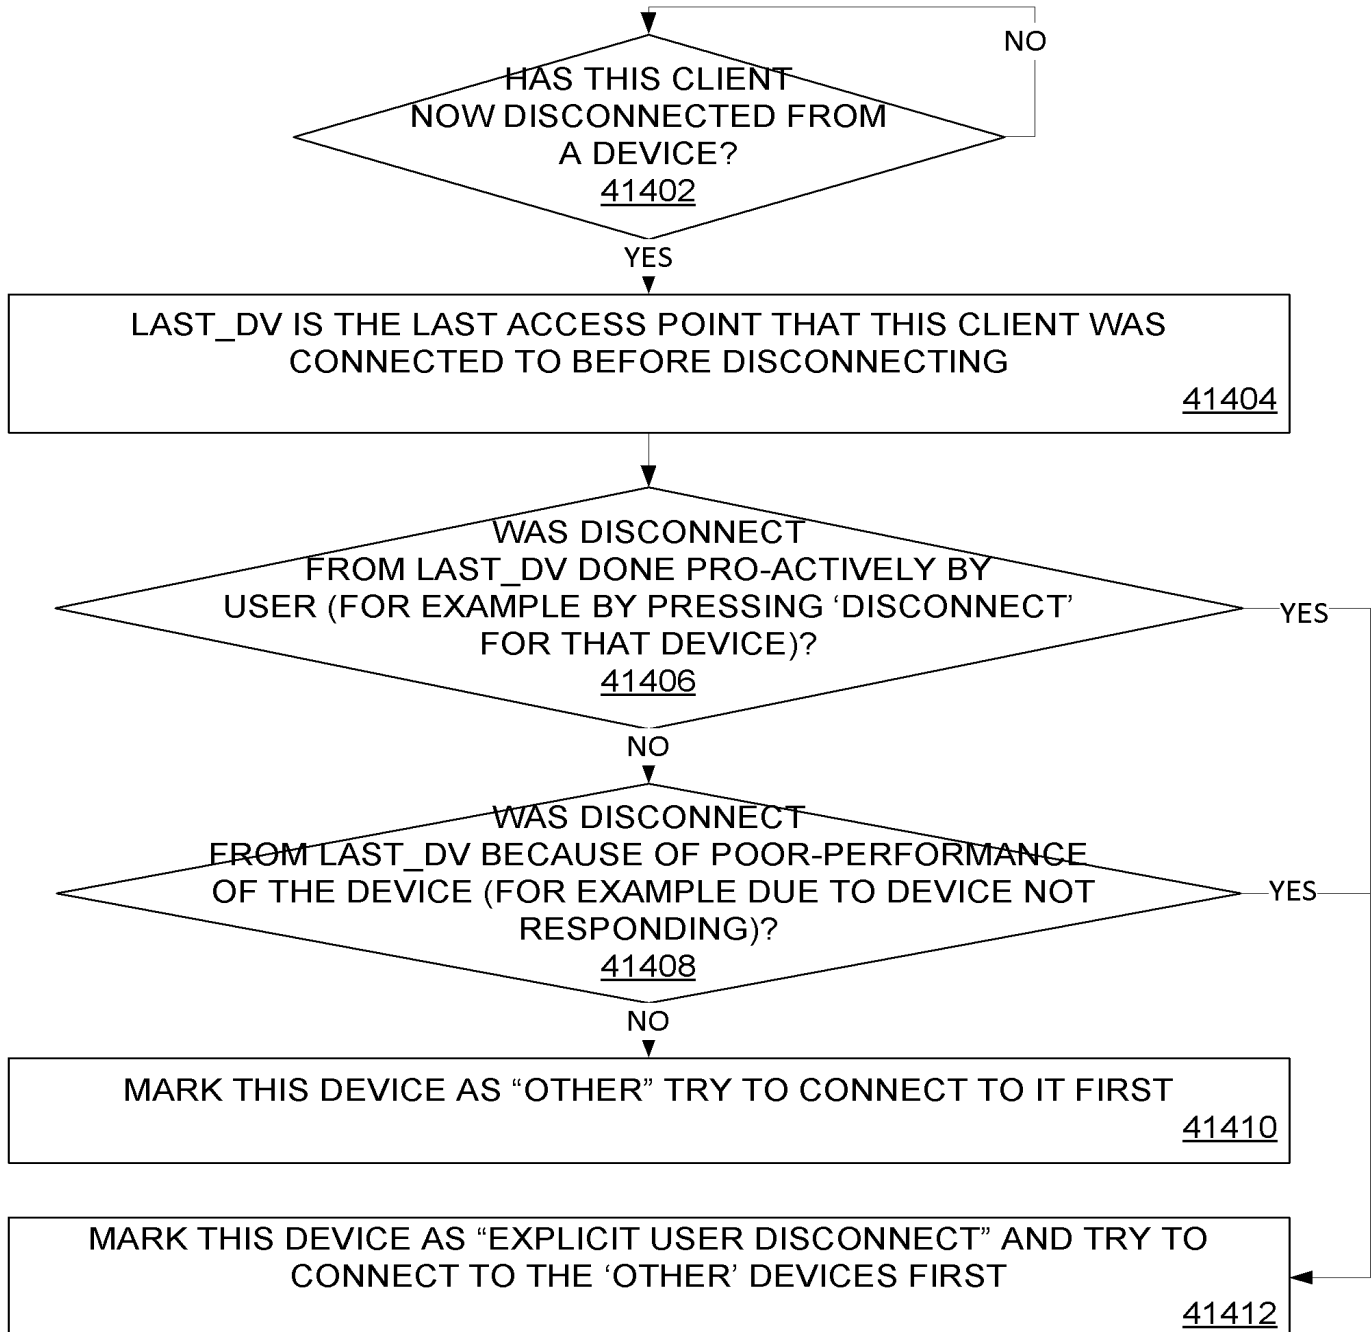 NO
HAS THIS CLIENT
NOW DISCONNECTED FROM
A DEVICE?
41402
YES
LAST_DV IS THE LAST ACCESS POINT THAT THIS CLIENT WAS
CONNECTED TO BEFORE DISCONNECTING
41404
WAS DISCONNECT
FROM LAST_DV DONE PRO-ACTIVELY BY
USER (FOR EXAMPLE BY PRESSING ‘DISCONNECT’
FOR THAT DEVICE)?
41406
YES
NO
WAS DISCONNECT
FROM LAST_DV BECAUSE OF POOR-PERFORMANCE
OF THE DEVICE (FOR EXAMPLE DUE TO DEVICE NOT
RESPONDING)?
41408
YES
NO
MARK THIS DEVICE AS “OTHER” TRY TO CONNECT TO IT FIRST
41410
MARK THIS DEVICE AS “EXPLICIT USER DISCONNECT” AND TRY TO
CONNECT TO THE ‘OTHER’ DEVICES FIRST
41412